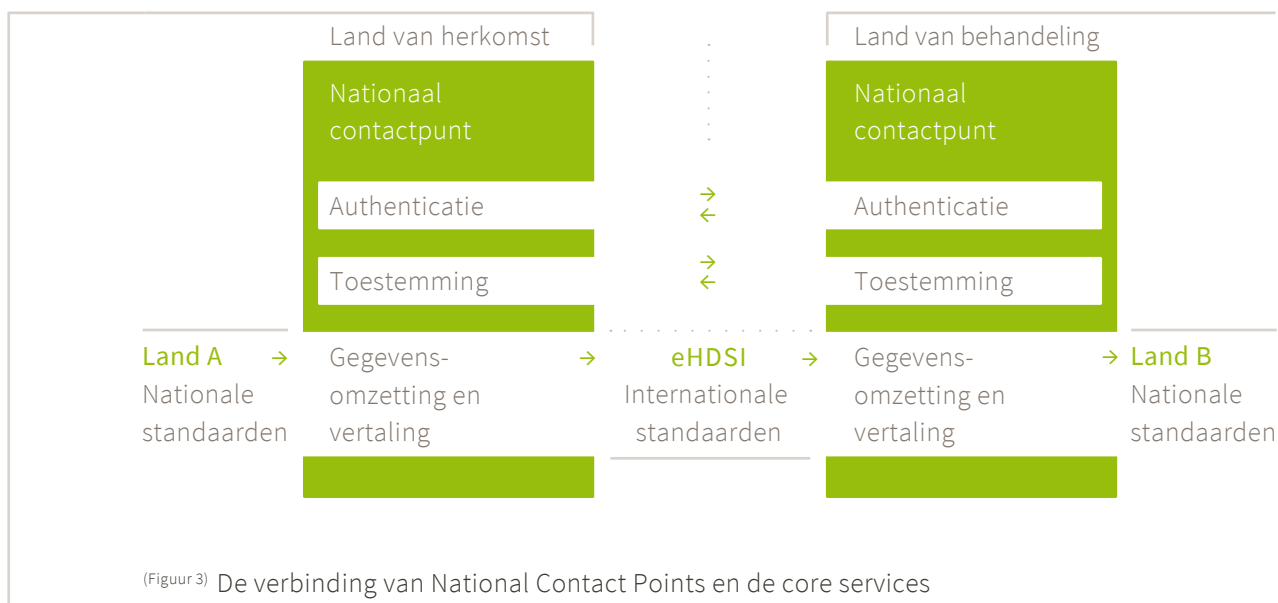 Land van herkomst
Nationaal
contactpunt
Authenticatie
Toestemming
Land van behandeling
Nationaal
contactpunt
Authenticatie
Toestemming
Land A →
Nationale
standaarden
Gegevens- →
omzetting en
vertaling
eHDSI →
Internationale
standaarden
Gegevens- →
omzetting en
vertaling
Land B
Nationale
standaarden
(Figuur 3) De verbinding van National Contact Points en de core services